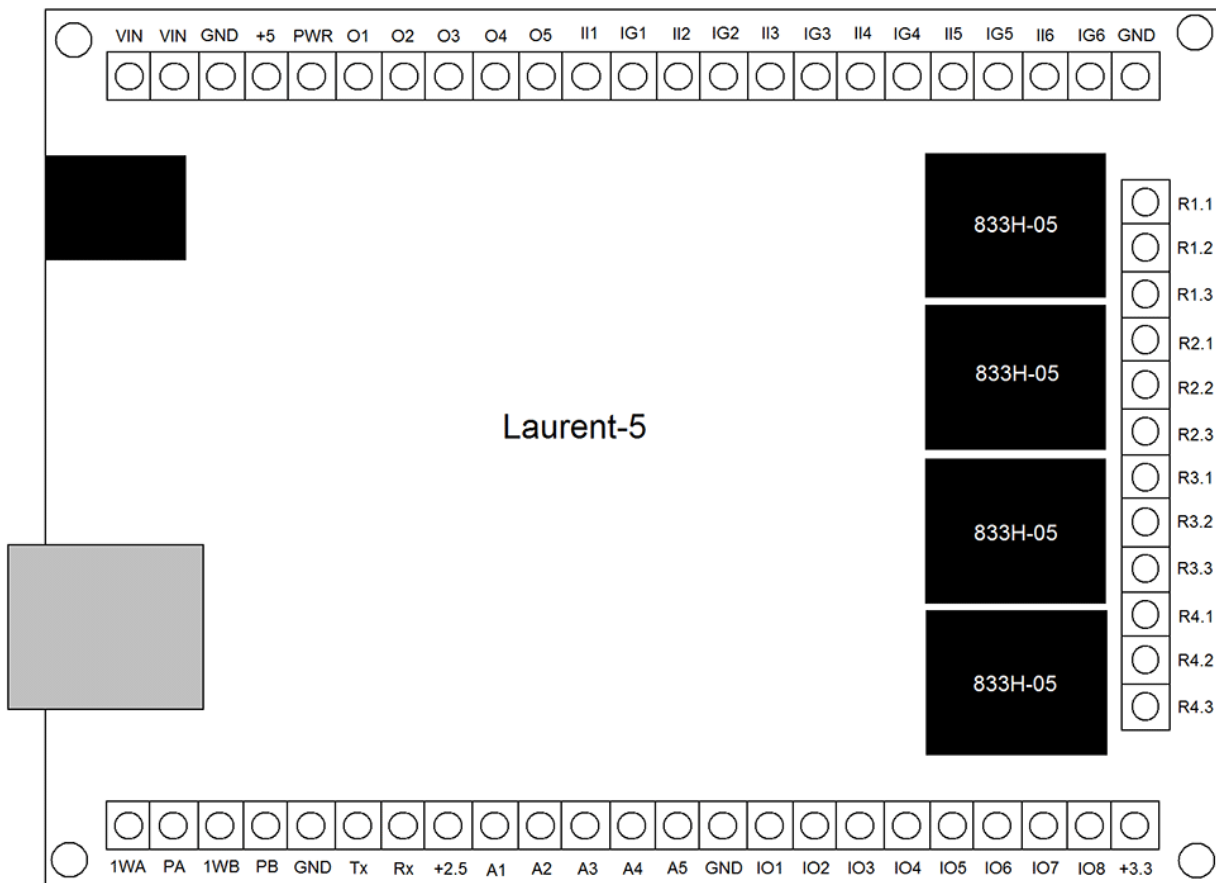 VIN VIN GND +5 PWR O1 O2 O3 O4 O5 II1 IG1 II2 IG2 II3 IG3 II4 IG4 II5 IG5 II6 IG6 GND
833H-05
R1.1
R1.2
R1.3
833H-05
R2.1
R2.2
R2.3
Laurent-5
833H-05
R3.1
R3.2
R3.3
833H-05
R4.1
R4.2
R4.3
1WA PA 1WB PB GND Tx Rx +2.5 A1 A2 A3 A4 A5 GND IO1 IO2 IO3 IO4 IO5 IO6 IO7 IO8 +3.3